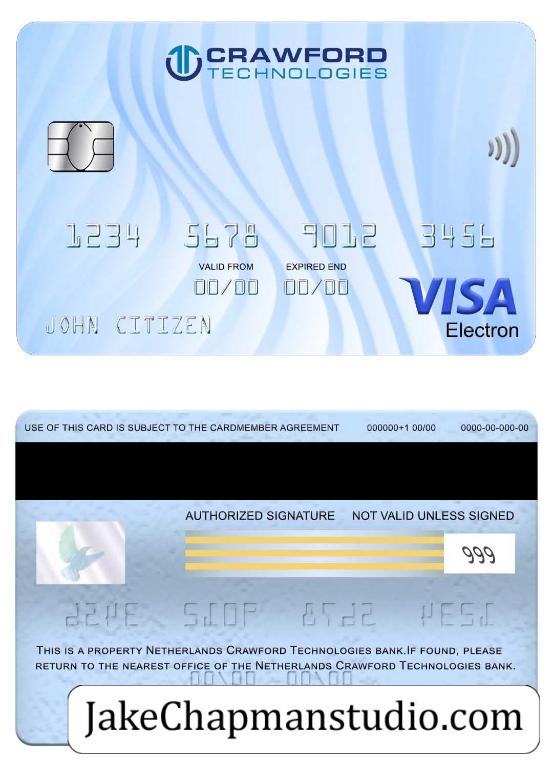 CRAWFORD
TECHNOLOGIES
1234 5678 9012 3456
VALID FROM EXPIRED END
00/00 00/00
JOHN CITIZEN
VISA
Electron
USE OF THIS CARD IS SUBJECT TO THE CARDMEMBER AGREEMENT 000000+1 00/00 0000-00-000-00
AUTHORIZED SIGNATURE NOT VALID UNLESS SIGNED
999
THIS IS A PROPERTY NETHERLANDS CRAWFORD TECHNOLOGIES BANK.IF FOUND, PLEASE
RETURN TO THE NEAREST OFFICE OF THE NETHERLANDS CRAWFORD TECHNOLOGIES BANK.
JakeChapmanstudio.com